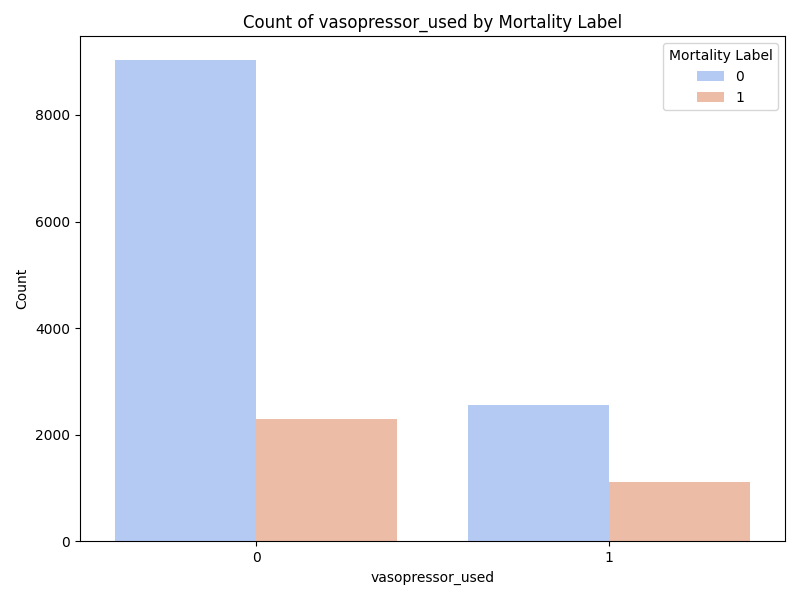 Count of vasopressor_used by Mortality Label
Mortality Label
0
1
8000
6000
4000
2000
0
Count
0
1
vasopressor_used